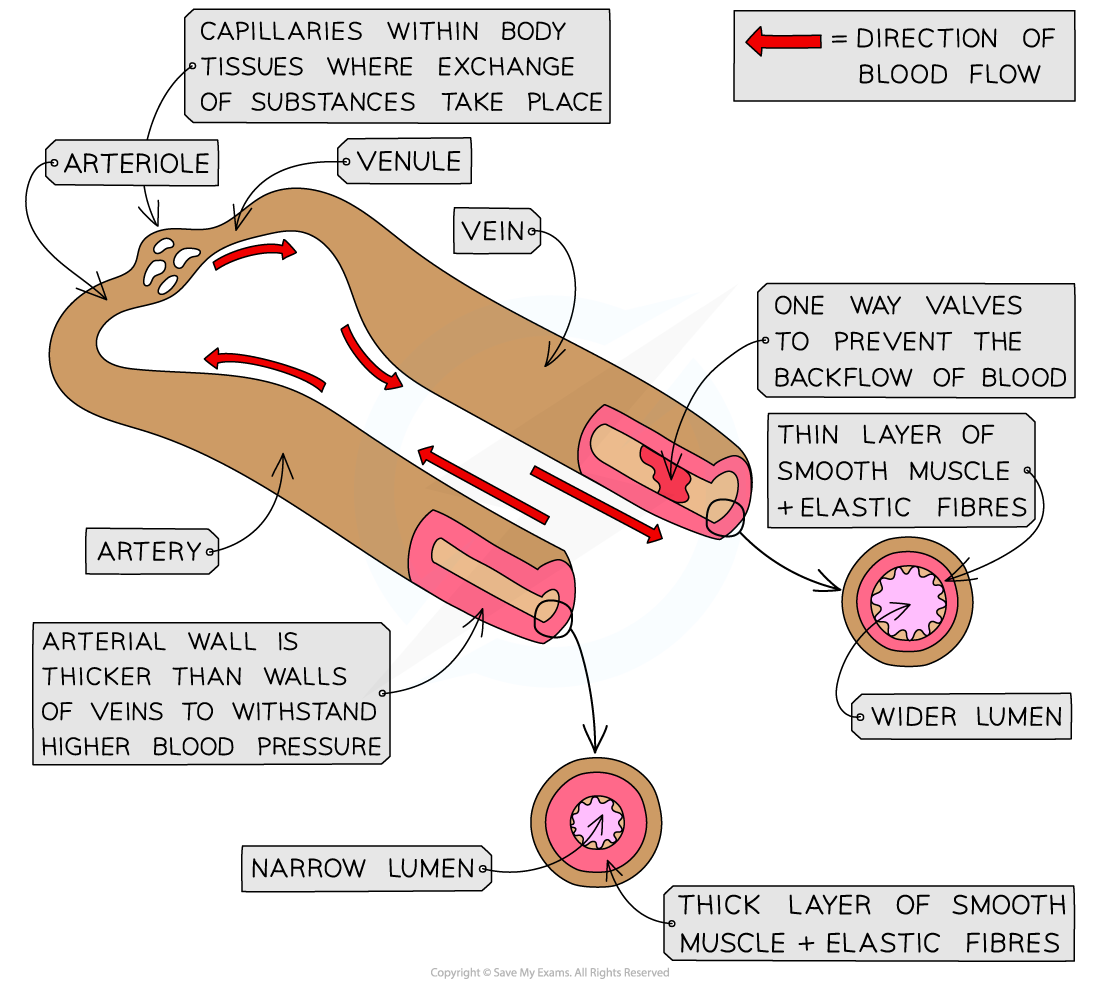 CAPILLARIES WITHIN BODY
TISSUES WHERE EXCHANGE
OF SUBSTANCES TAKE PLACE
= DIRECTION OF
BLOOD FLOW
ARTERIOLE
VENULE
VEIN
ONE WAY VALVES
TO PREVENT THE
BACKFLOW OF BLOOD
THIN LAYER OF
SMOOTH MUSCLE
+ ELASTIC FIBRES
ARTERY
ARTERIAL WALL IS
THICKER THAN WALLS
OF VEINS TO WITHSTAND
HIGHER BLOOD PRESSURE
WIDER LUMEN
NARROW LUMEN
THICK LAYER OF SMOOTH
MUSCLE + ELASTIC FIBRES
Copyright © Save My Exams. All Rights Reserved